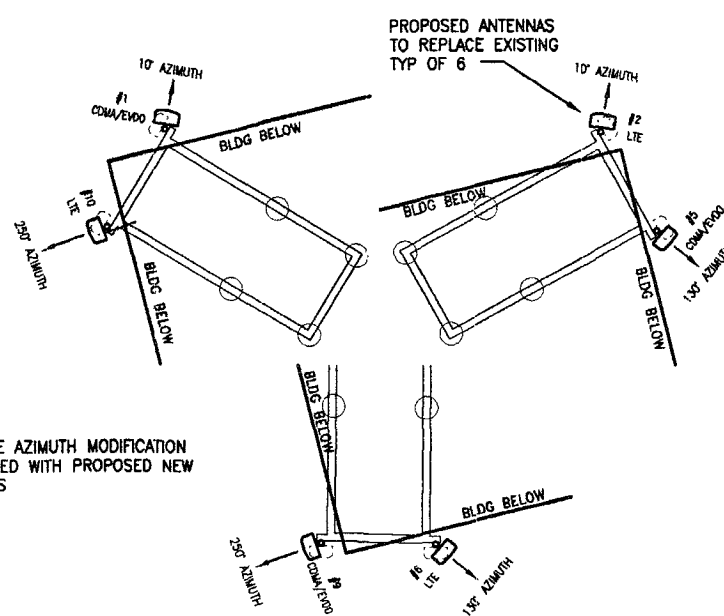 PROPOSED ANTENNAS
TO REPLACE EXISTING
TYP OF 6
10° AZIMUTH
#1
CDMA/EVDO
BLDG BELOW
10° AZIMUTH
#2
LTE
BLDG BELOW
#10
LTE
250° AZIMUTH
BLDG BELOW
#5
CDMA/EVDO
130° AZIMUTH
BLDG BELOW
BLDG BELOW
E AZIMUTH MODIFICATION
ED WITH PROPOSED NEW
S
BLDG BELOW
250° AZIMUTH
#9
CDMA/EVDO
#6
LTE
130° AZIMUTH